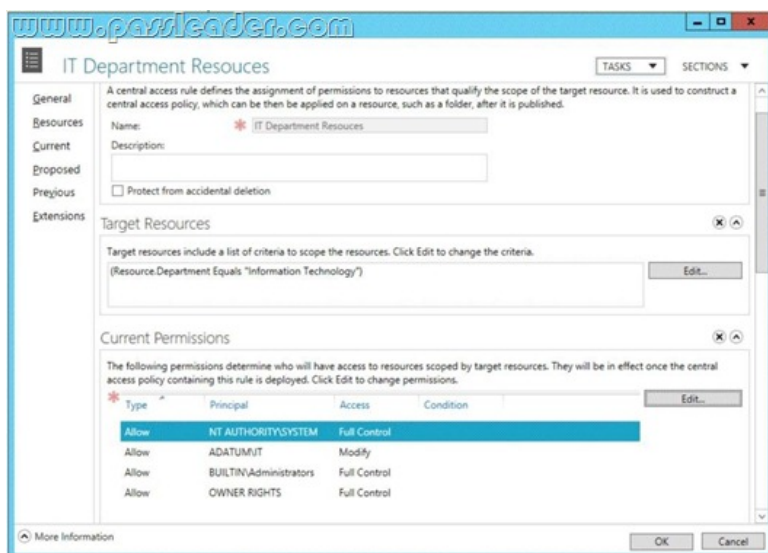 www.passleader.com
IT Department Resouces
TASKS
SECTIONS
General
Resources
Current
Proposed
Previous
Extensions
A central access rule defines the assignment of permissions to resources that qualify the scope of the target resource. It is used to construct a
central access policy, which can be then be applied on a resource, such as a folder, after it is published.
Name:
IT Department Resouces
Description:
Protect from accidental deletion
Target Resources
Target resources include a list of criteria to scope the resources. Click Edit to change the criteria.
(Resource.Department Equals "Information Technology")
Edit...
Current Permissions
The following permissions determine who will have access to resources scoped by target resources. They will be in effect once the central
access policy containing this rule is deployed. Click Edit to change permissions.
Edit...
Type Principal Access Condition
Allow NT AUTHORITY\SYSTEM Full Control
Allow ADATUM\IT Modify
Allow BUILTIN\Administrators Full Control
Allow OWNER RIGHTS Full Control
More Information
OK
Cancel